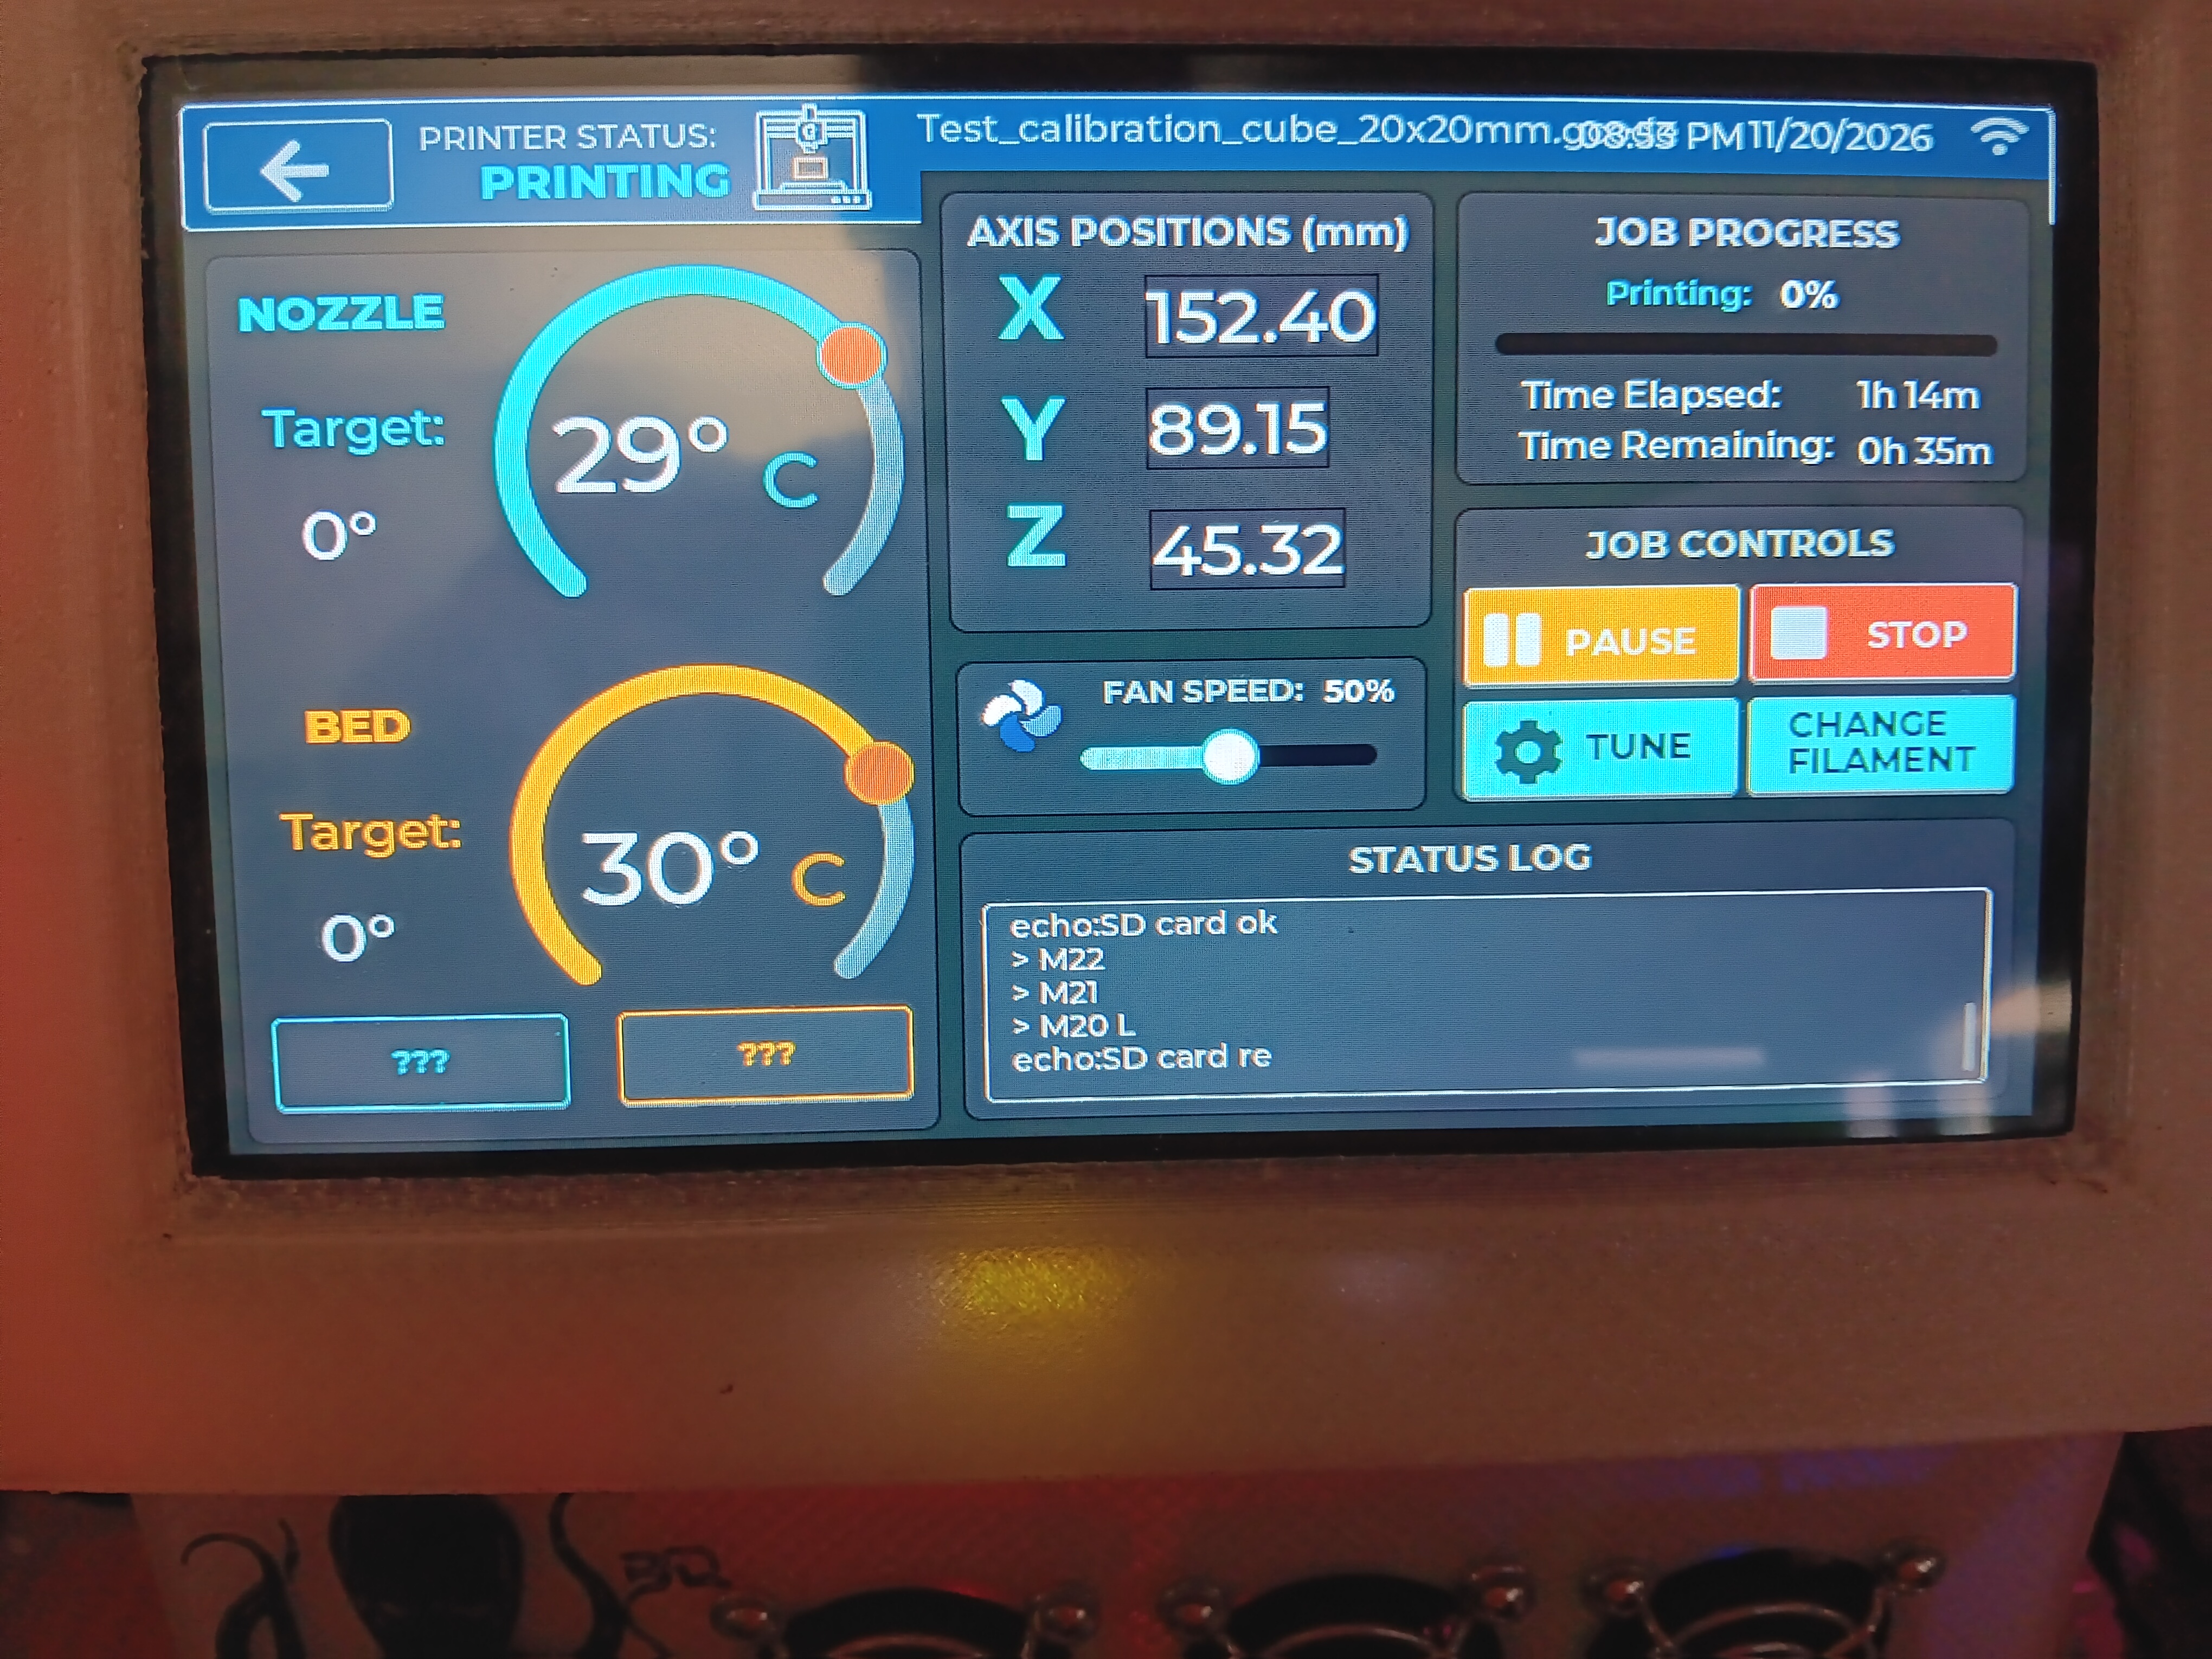 PRINTER STATUS:
PRINTING
Test_calibration_cube_20x20mm.gcode
PM 11/20/2026
NOZZLE
Target:
0°
29° C
BED
Target:
0°
30° C
???
???
AXIS POSITIONS (mm)
X 152.40
Y 89.15
Z 45.32
FAN SPEED: 50%
JOB PROGRESS
Printing: 0%
Time Elapsed: 1h 14m
Time Remaining: 0h 35m
JOB CONTROLS
PAUSE
STOP
TUNE
CHANGE
FILAMENT
STATUS LOG
echo:SD card ok
> M22
> M21
> M20 L
echo:SD card re
3D